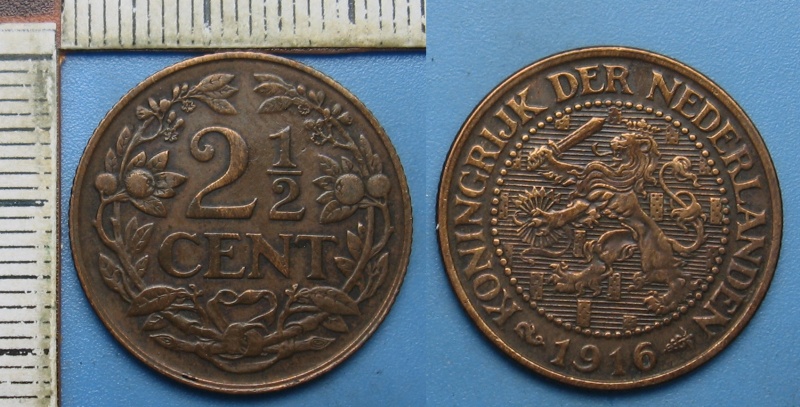 2 1/2
CENT
KONINGRIJK DER NEDERLANDEN
1916